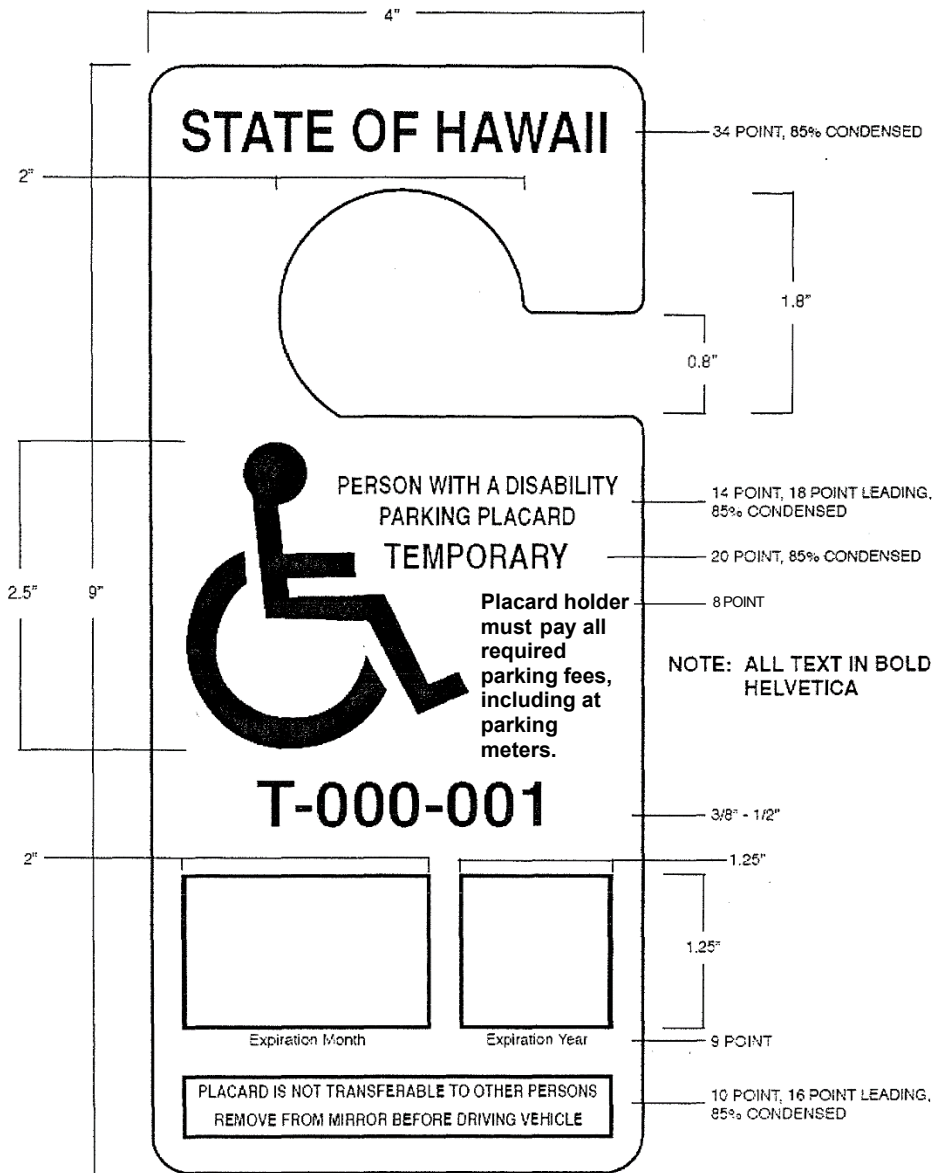 4"
STATE OF HAWAII
34 POINT, 85% CONDENSED
2"
1.8"
0.8"
PERSON WITH A DISABILITY
PARKING PLACARD
14 POINT, 18 POINT LEADING,
85% CONDENSED
TEMPORARY
20 POINT, 85% CONDENSED
2.5"
9"
Placard holder
must pay all
required
parking fees,
including at
parking
meters.
8 POINT
NOTE: ALL TEXT IN BOLD
HELVETICA
T-000-001
3/8" - 1/2"
2"
1.25"
1.25"
Expiration Month
Expiration Year
9 POINT
PLACARD IS NOT TRANSFERABLE TO OTHER PERSONS
REMOVE FROM MIRROR BEFORE DRIVING VEHICLE
10 POINT, 16 POINT LEADING,
85% CONDENSED